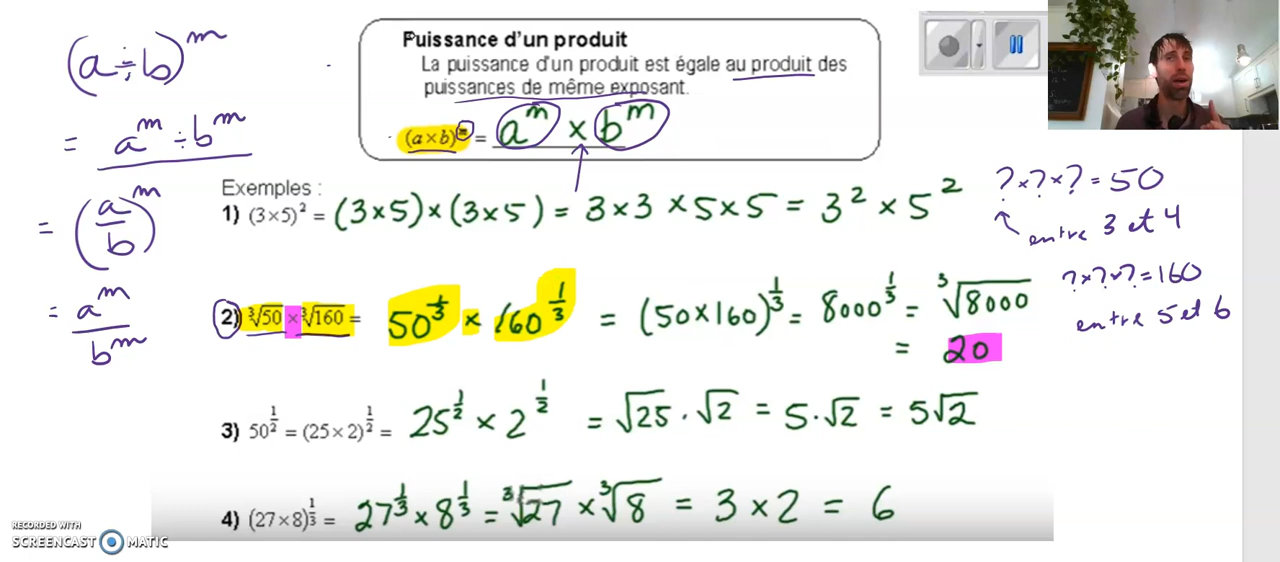 (a÷b)^m
= a^m ÷ b^m
= (a/b)^m
= a^m/b^m
Puissance d'un produit
La puissance d'un produit est égale au produit des
puissances de même exposant.
(a×b)^m = a^m × b^m
Exemples :
1) (3×5)² = (3×5)×(3×5) = 3×3×5×5 = 3² × 5²
?×?×? = 50
entre 3 et 4
2) ∛50 × ∛160 = 50^(1/3) × 160^(1/3) = (50×160)^(1/3) = 8000^(1/3) = ∛8000
= 20
?×?×? = 160
entre 5 et 6
3) 50^(1/2) = (25×2)^(1/2) = 25^(1/2) × 2^(1/2) = √25 · √2 = 5·√2 = 5√2
4) (27×8)^(1/3) = 27^(1/3) × 8^(1/3) = ∛27 × ∛8 = 3 × 2 = 6
RECORDED WITH
SCREENCAST MATIC